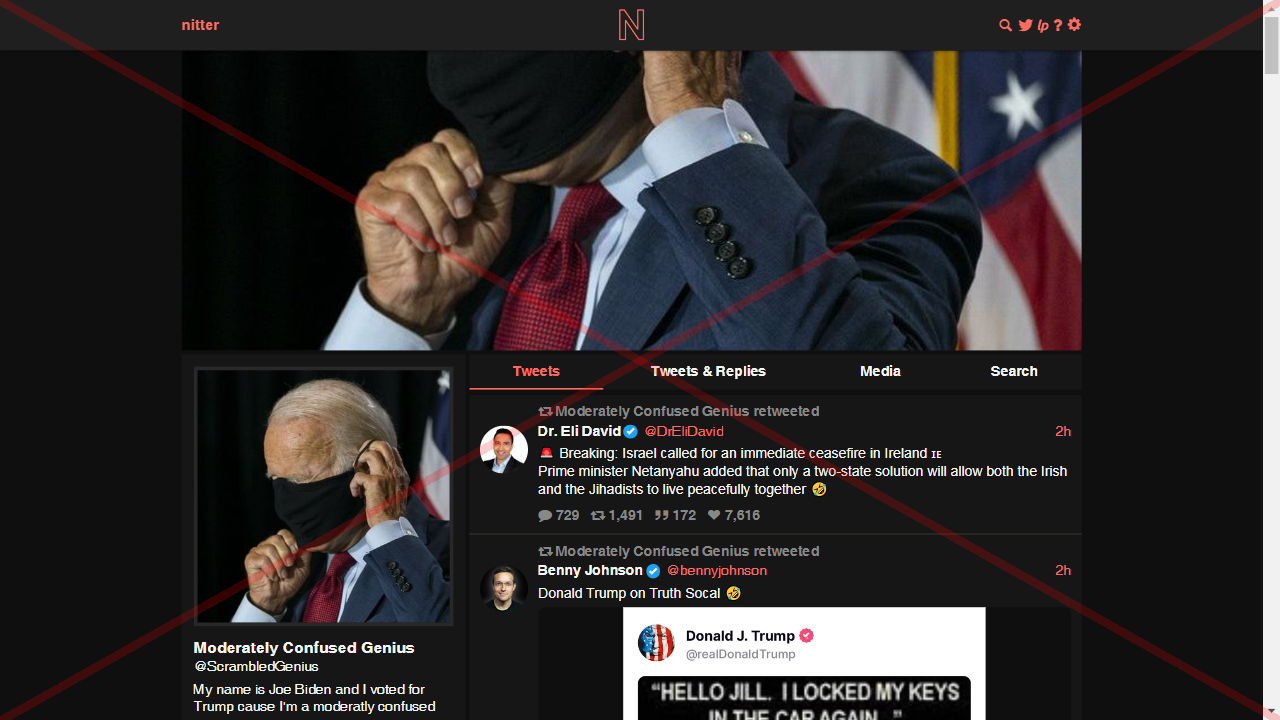 nitter
N
lp ?
Tweets
Tweets & Replies
Media
Search
Moderately Confused Genius retweeted
Dr. Eli David @DrEliDavid 2h
🚨 Breaking: Israel called for an immediate ceasefire in Ireland 🇮🇪
Prime minister Netanyahu added that only a two-state solution will allow both the Irish
and the Jihadists to live peacefully together 🤣
729 1,491 172 7,616
Moderately Confused Genius retweeted
Benny Johnson @bennyjohnson 2h
Donald Trump on Truth Socal 🤣
Donald J. Trump
@realDonaldTrump
“HELLO JILL. I LOCKED MY KEYS
IN THE CAR AGAIN...”
Moderately Confused Genius
@ScrambledGenius
My name is Joe Biden and I voted for
Trump cause I'm a moderatly confused